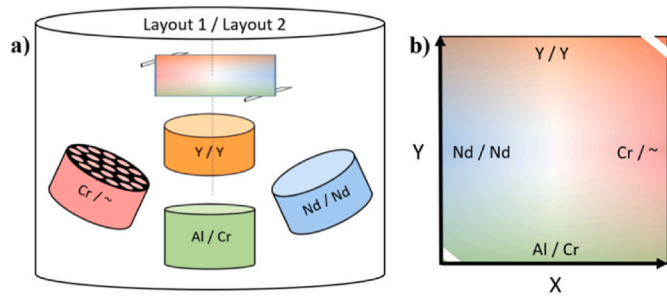 a)
Layout 1 / Layout 2
Y / Y
Cr / ~
Nd / Nd
Al / Cr
b)
Y / Y
Y
Nd / Nd
Cr / ~
Al / Cr
X